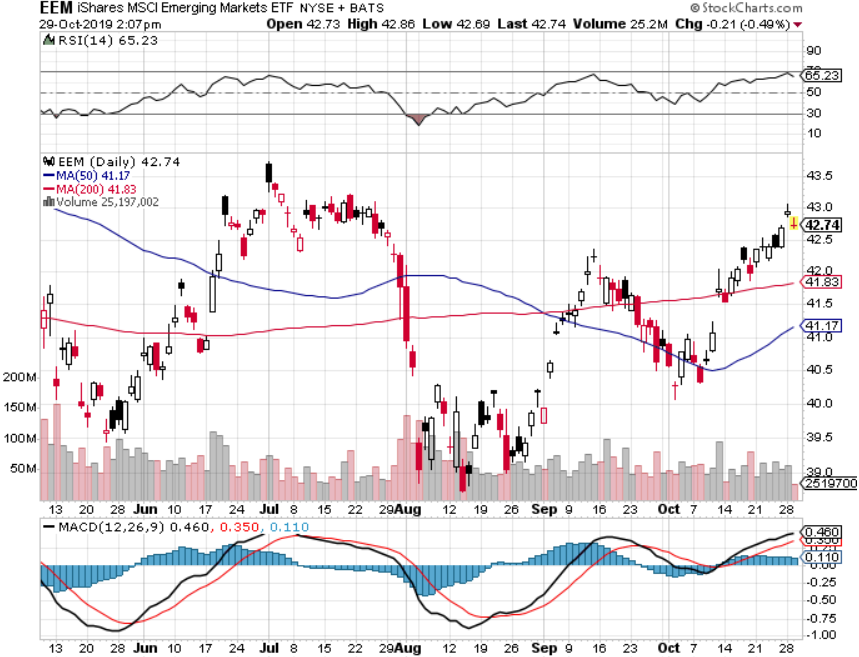 EEM iShares MSCI Emerging Markets ETF NYSE + BATS © StockCharts.com
29-Oct-2019 2:07pm Open 42.73 High 42.86 Low 42.69 Last 42.74 Volume 25.2M Chg -0.21 (-0.49%)
RSI(14) 65.23
90
65.23
50
30
10
EEM (Daily) 42.74
MA(50) 41.17
MA(200) 41.83
Volume 25,197,002
43.5
43.0
42.74
42.5
42.0
41.83
41.5
41.17
41.0
40.5
200M
40.0
150M
39.5
100M
39.0
50M
2519700
13 20 28 Jun 10 17 24 Jul 8 15 22 29 Aug 12 19 26 Sep 9 16 23 Oct 7 14 21 28
MACD(12,26,9) 0.460, 0.350, 0.110
0.460
0.350
0.110
0.00
-0.25
-0.50
-0.75
-1.00
13 20 28 Jun 10 17 24 Jul 8 15 22 29 Aug 12 19 26 Sep 9 16 23 Oct 7 14 21 28